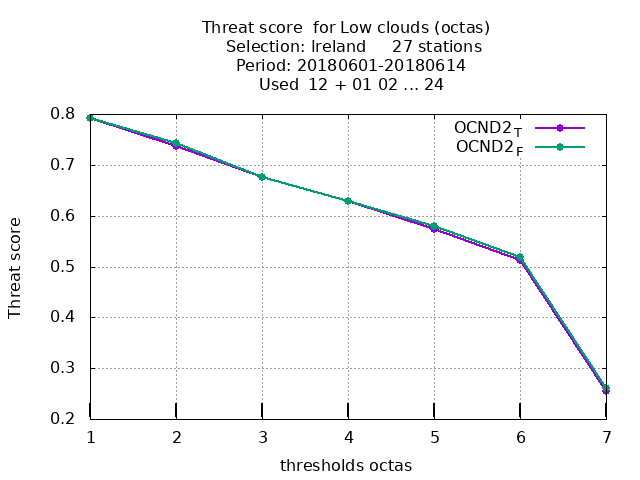 Threat score  for Low clouds (octas)
Selection: Ireland     27 stations
Period: 20180601-20180614
Used  12 + 01 02 ... 24
OCND2T
OCND2F
0.8
0.7
0.6
0.5
0.4
0.3
0.2
Threat score
1 2 3 4 5 6 7
thresholds octas